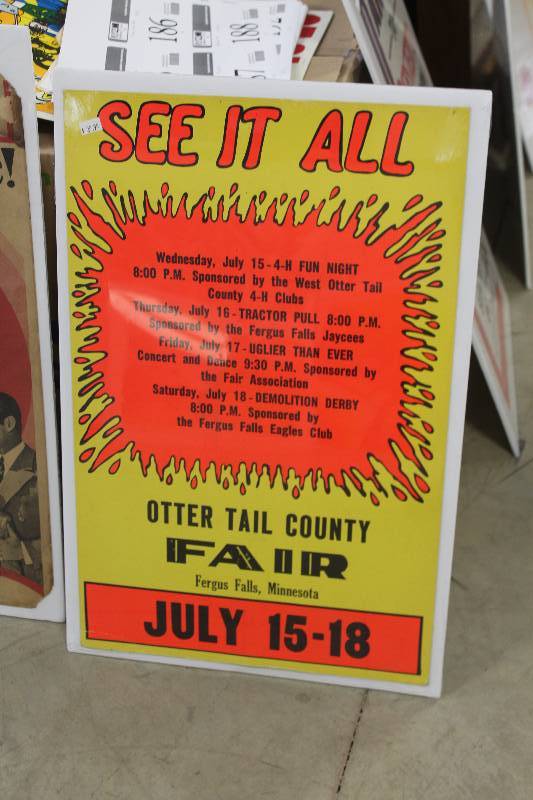 186
188
SEE IT ALL
Wednesday, July 15-4-H FUN NIGHT
8:00 P.M. Sponsored by the West Otter Tail
County 4-H Clubs
Thursday, July 16-TRACTOR PULL 8:00 P.M.
Sponsored by the Fergus Falls Jaycees
Friday, July 17-UGLIER THAN EVER
Concert and Dance 9:30 P.M. Sponsored by
the Fair Association
Saturday, July 18-DEMOLITION DERBY
8:00 P.M. Sponsored by
the Fergus Falls Eagles Club
OTTER TAIL COUNTY
FAIR
Fergus Falls, Minnesota
JULY 15-18